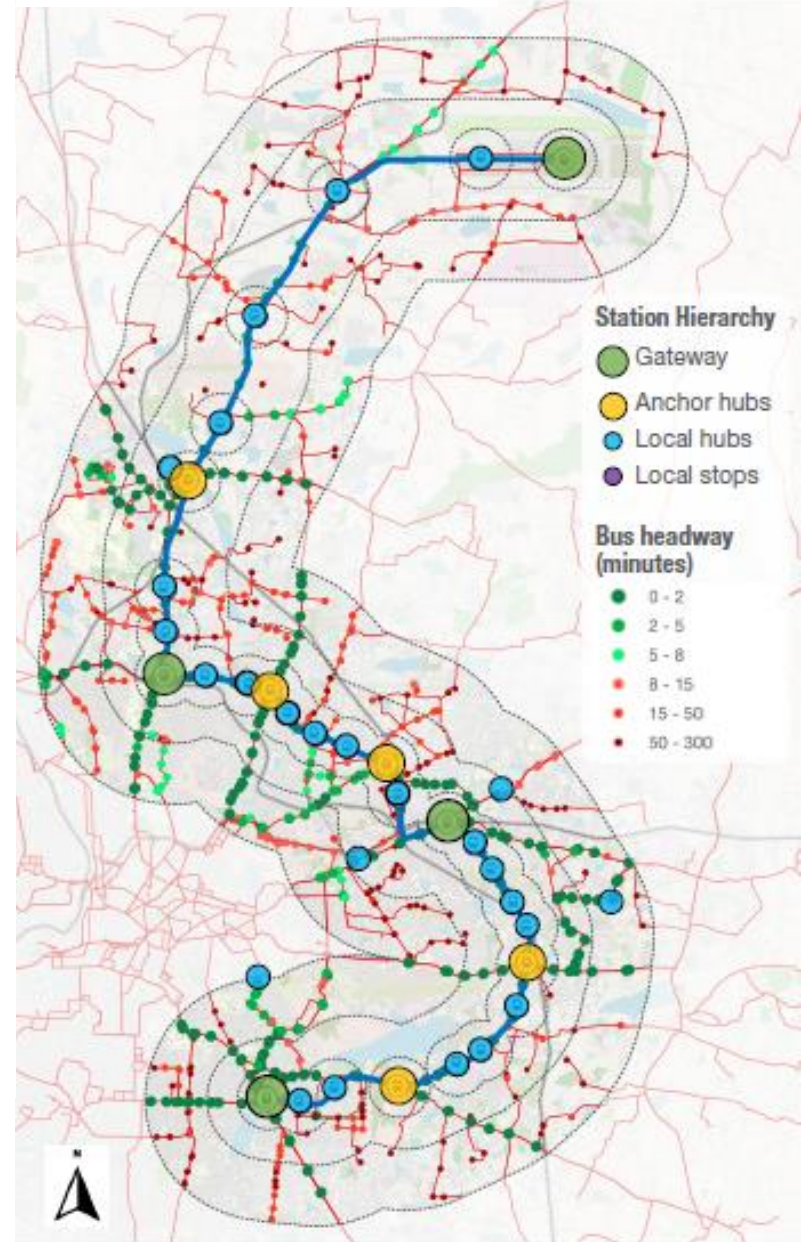 Station Hierarchy
Gateway
Anchor hubs
Local hubs
Local stops
Bus headway
(minutes)
0 - 2
2 - 5
5 - 8
8 - 15
15 - 50
50 - 300
N